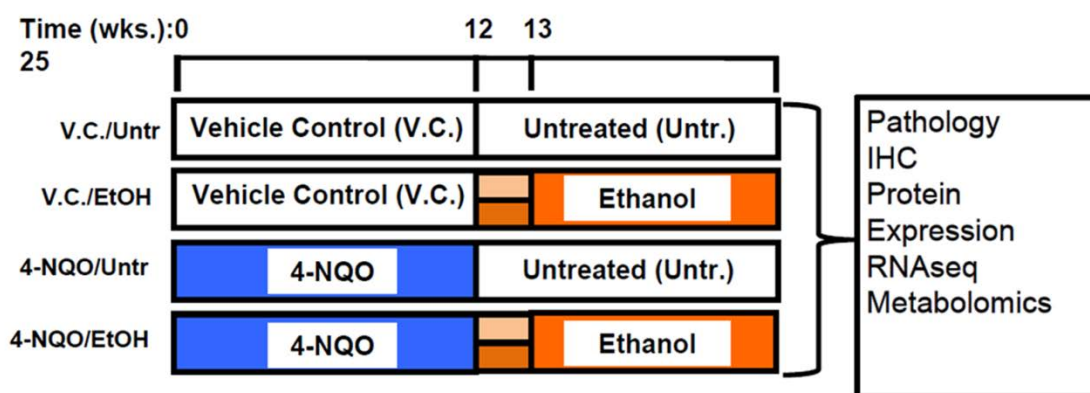 Time (wks.):0 12 13
25
V.C./Untr Vehicle Control (V.C.) Untreated (Untr.)
V.C./EtOH Vehicle Control (V.C.) Ethanol
4-NQO/Untr 4-NQO Untreated (Untr.)
4-NQO/EtOH 4-NQO Ethanol
Pathology
IHC
Protein
Expression
RNAseq
Metabolomics